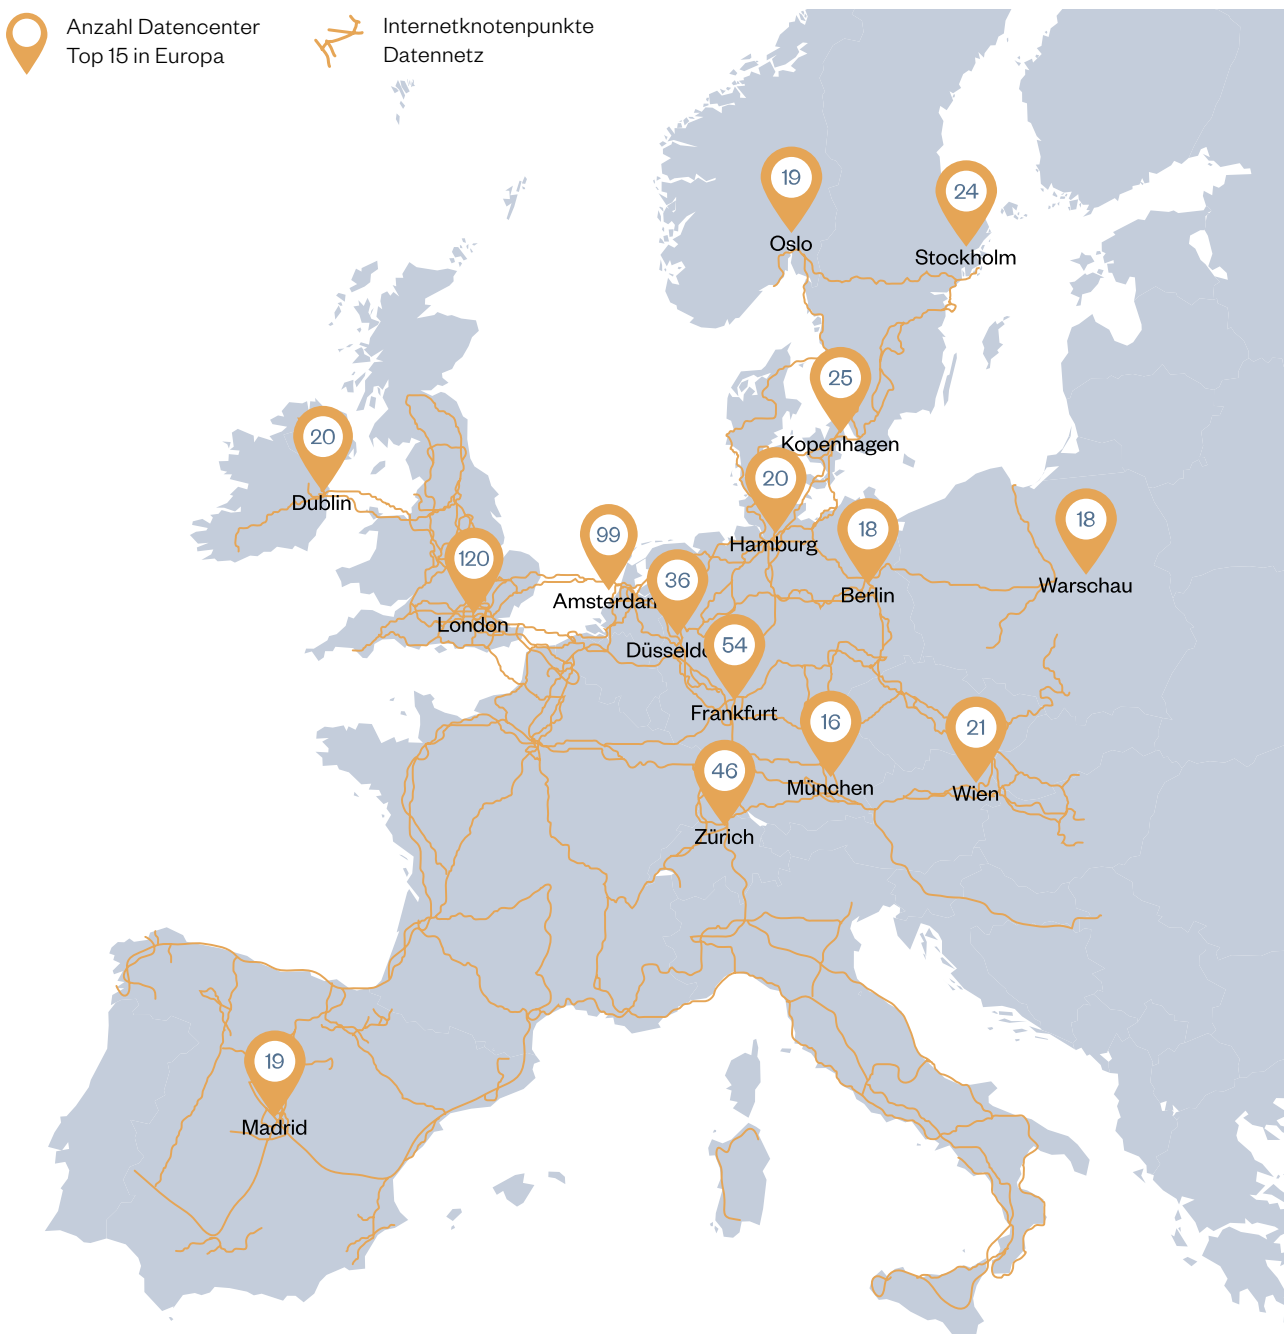 Anzahl Datencenter
Top 15 in Europa
Internetknotenpunkte
Datennetz
19
Oslo
24
Stockholm
25
Kopenhagen
20
Dublin
20
Hamburg
120
London
99
Amsterdam
36
Düsseldo
18
Berlin
18
Warschau
54
Frankfurt
16
München
21
Wien
46
Zürich
19
Madrid